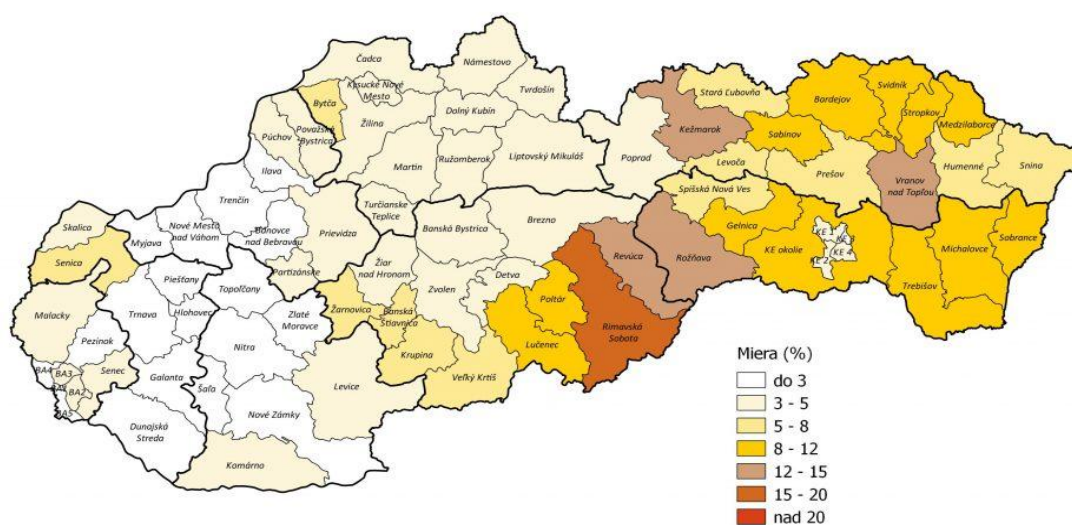 Čadca
Námestovo
Tvrdošín
Kysucké Nové
Mesto
Bytča
Dolný Kubín
Púchov
Považská
Bystrica
Žilina
Ilava
Martin
Ružomberok
Liptovský Mikuláš
Poprad
Kežmarok
Stará Ľubovňa
Levoča
Sabinov
Bardejov
Svidník
Stropkov
Medzilaborce
Prešov
Vranov
nad Topľou
Humenné
Snina
Trenčín
Turčianske
Teplice
Skalica
Nové Mesto
nad Váhom
Myjava
Bánovce
nad Bebravou
Prievidza
Banská Bystrica
Brezno
Spišská Nová Ves
Gelnica
KE okolie
KE 1
KE 2
KE 4
Michalovce
Sobrance
Trebišov
Senica
Piešťany
Partizánske
Žiar
nad Hronom
Zvolen
Detva
Revúca
Rožňava
Malacky
Trnava
Hlohovec
Topoľčany
Žarnovica
Banská
Štiavnica
Poltár
Rimavská
Sobota
Zlaté
Moravce
Pezinok
Nitra
Krupina
Lučenec
BA4
BA3
BA2
Senec
Galanta
Šaľa
Levice
Veľký Krtíš
Nové Zámky
Dunajská
Streda
Komárno
Miera (%)
do 3
3 - 5
5 - 8
8 - 12
12 - 15
15 - 20
nad 20